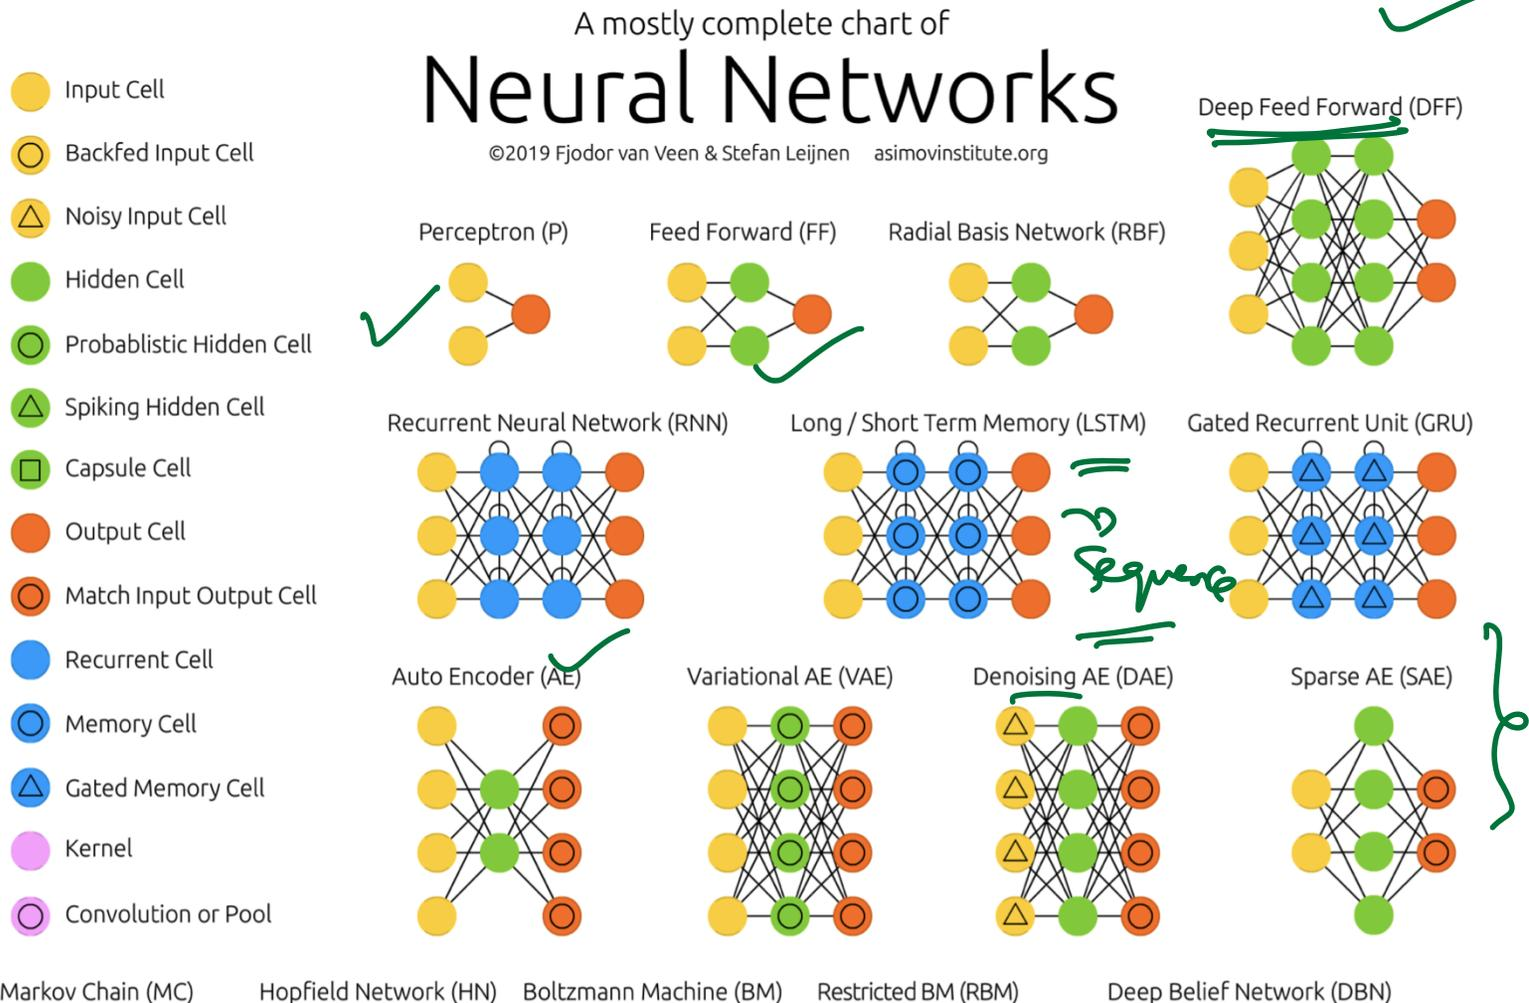 A mostly complete chart of
Neural Networks
©2019 Fjodor van Veen & Stefan Leijnen asimovinstitute.org
Input Cell
Backfed Input Cell
Noisy Input Cell
Hidden Cell
Probablistic Hidden Cell
Spiking Hidden Cell
Capsule Cell
Output Cell
Match Input Output Cell
Recurrent Cell
Memory Cell
Gated Memory Cell
Kernel
Convolution or Pool
Deep Feed Forward (DFF)
Perceptron (P)
Feed Forward (FF)
Radial Basis Network (RBF)
Recurrent Neural Network (RNN)
Long / Short Term Memory (LSTM)
Gated Recurrent Unit (GRU)
Sequence
Auto Encoder (AE)
Variational AE (VAE)
Denoising AE (DAE)
Sparse AE (SAE)
Markov Chain (MC)
Hopfield Network (HN)
Boltzmann Machine (BM)
Restricted BM (RBM)
Deep Belief Network (DBN)